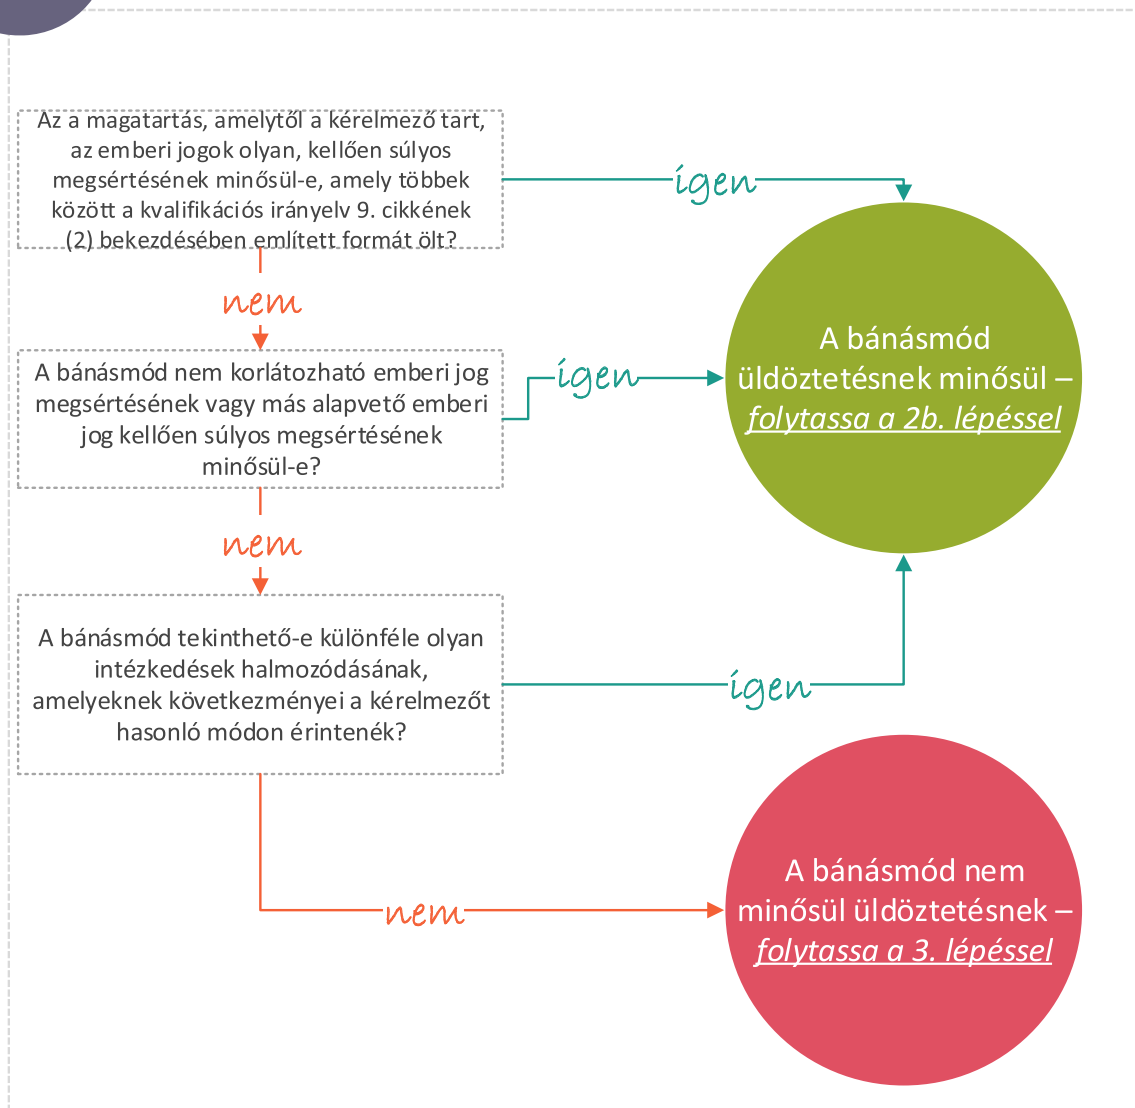 Az a magatartás, amelytől a kérelmező tart,
az emberi jogok olyan, kellően súlyos
megsértésének minősül-e, amely többek
között a kvalifikációs irányelv 9. cikkének
(2) bekezdésében említett formát ölt?
igen
nem
A bánásmód
üldöztetésnek minősül –
folytassa a 2b. lépéssel
A bánásmód nem korlátozható emberi jog
megsértésének vagy más alapvető emberi
jog kellően súlyos megsértésének
minősül-e?
igen
nem
A bánásmód tekinthető-e különféle olyan
intézkedések halmozódásának,
amelyeknek következményei a kérelmezőt
hasonló módon érintenék?
igen
nem
A bánásmód nem
minősül üldöztetésnek –
folytassa a 3. lépéssel